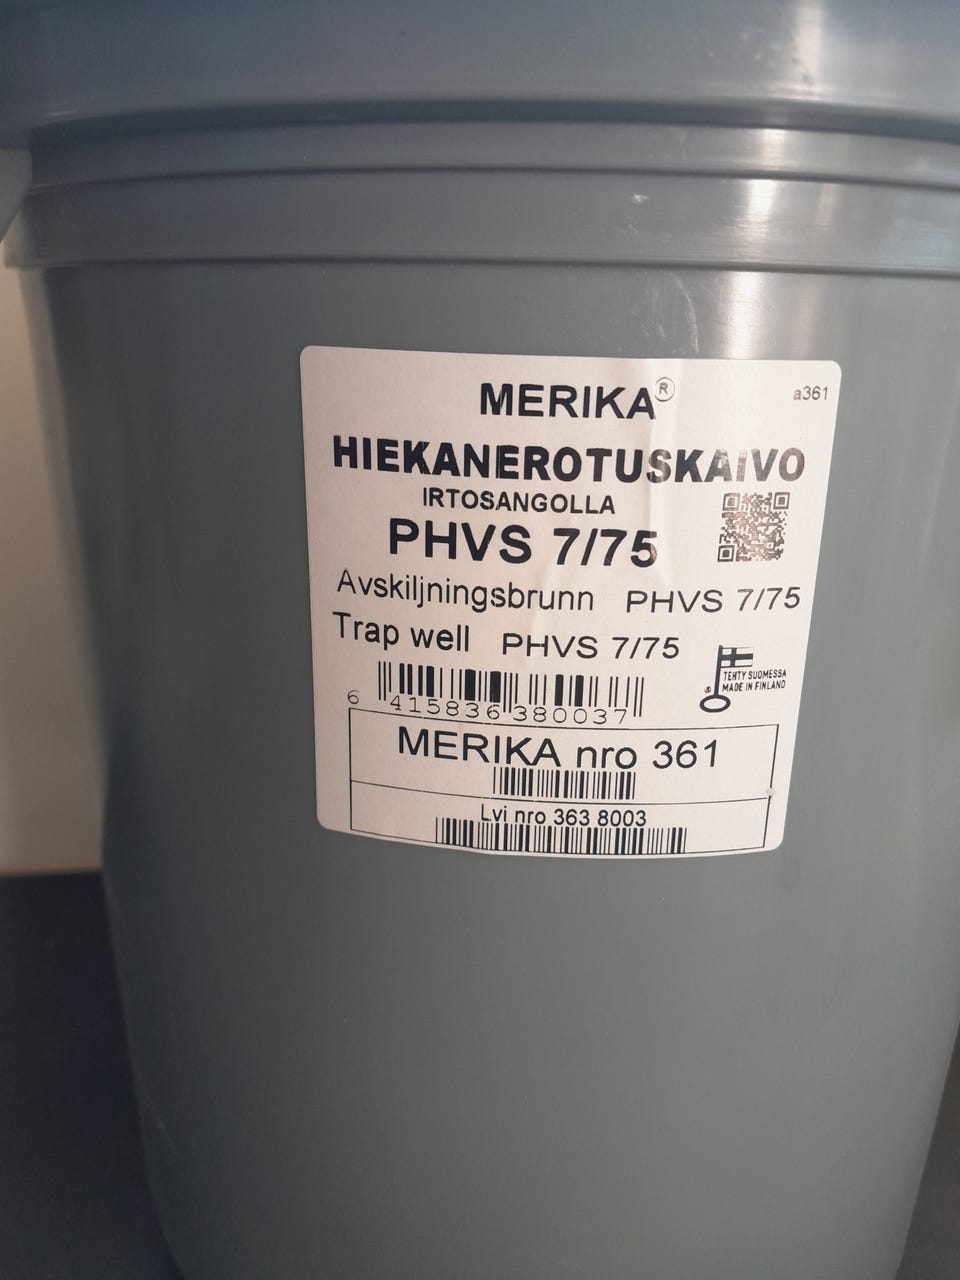 MERIKA®
a361
HIEKANEROTUSKAIVO
IRTOSANGOLLA
PHVS 7/75
Avskiljningsbrunn PHVS 7/75
Trap well PHVS 7/75
TEHTY SUOMESSA
MADE IN FINLAND
6 415836 380037
MERIKA nro 361
Lvi nro 363 8003